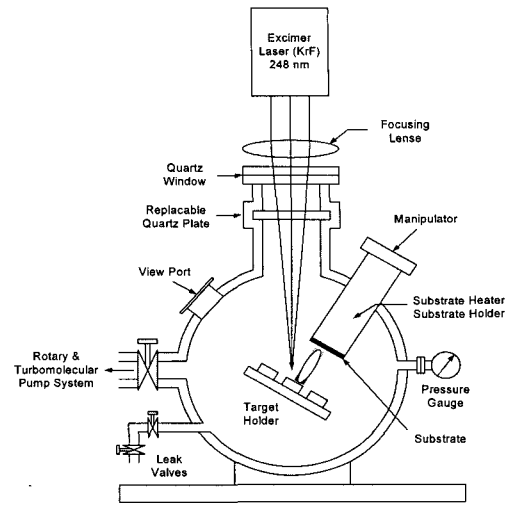 Excimer
Laser (KrF)
248 nm
Focusing
Lense
Quartz
Window
Replacable
Quartz Plate
Manipulator
View Port
Substrate Heater
Substrate Holder
Rotary &
Turbomolecular
Pump System
Pressure
Gauge
Target
Holder
Substrate
Leak
Valves